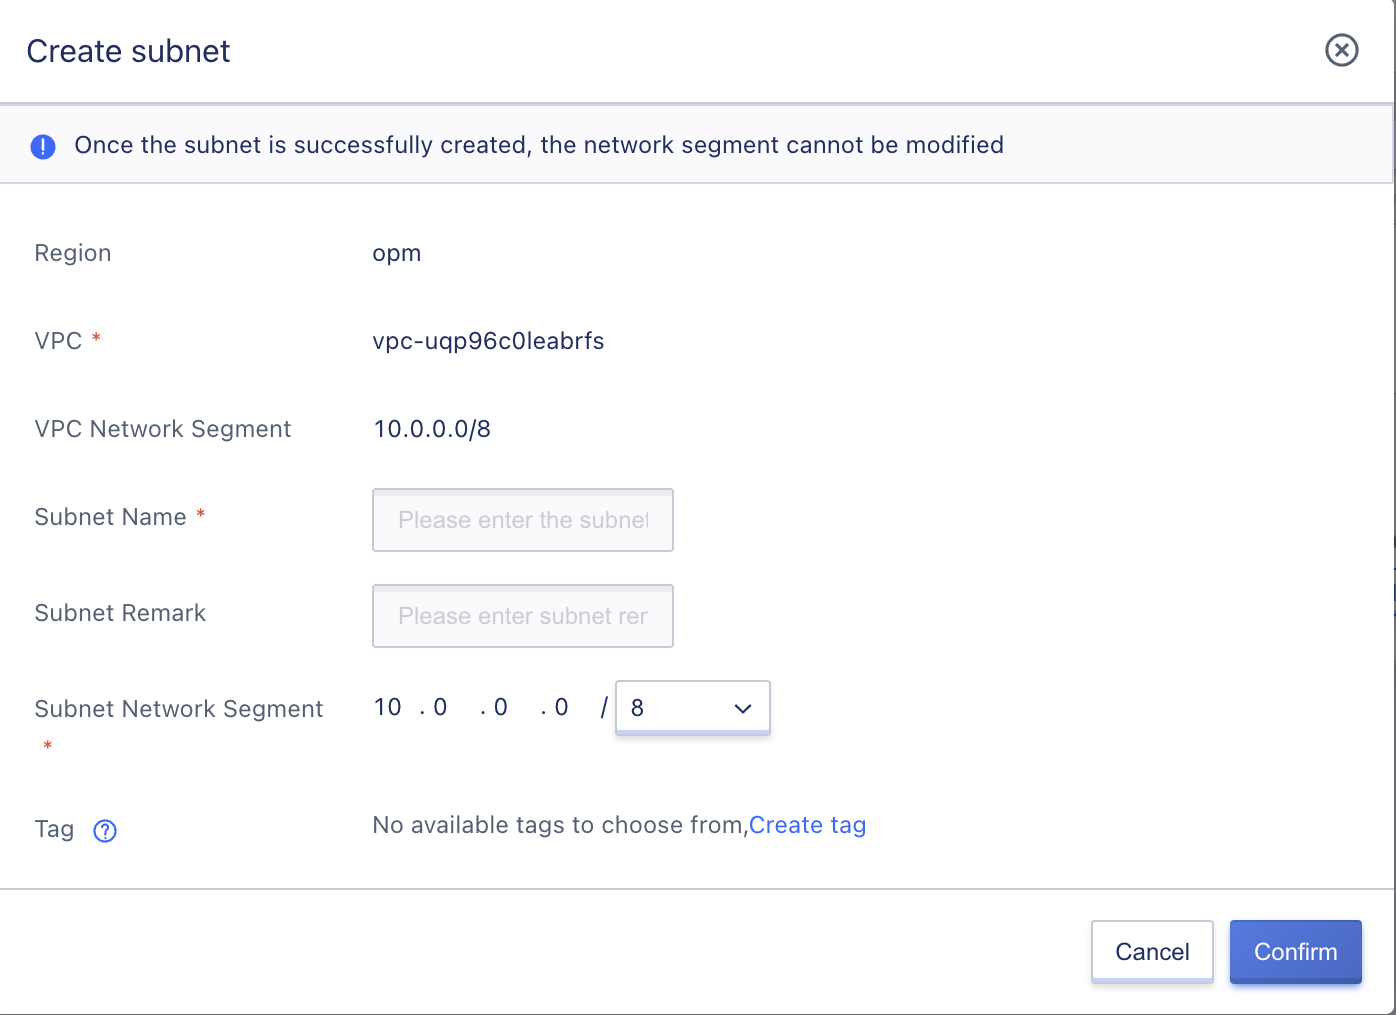 Create subnet
Once the subnet is successfully created, the network segment cannot be modified
Region opm
VPC * vpc-uqp96c0leabrfs
VPC Network Segment 10.0.0.0/8
Subnet Name * Please enter the subnet
Subnet Remark Please enter subnet rer
Subnet Network Segment * 10 . 0 . 0 . 0 / 8
Tag ? No available tags to choose from,Create tag
Cancel Confirm